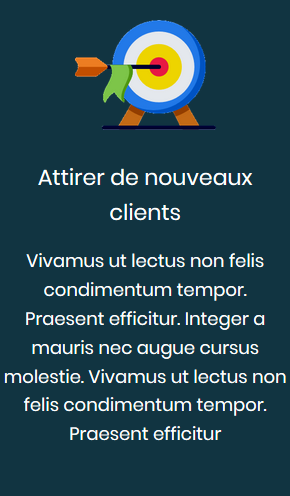 Attirer de nouveaux
clients
Vivamus ut lectus non felis
condimentum tempor.
Praesent efficitur. Integer a
mauris nec augue cursus
molestie. Vivamus ut lectus non
felis condimentum tempor.
Praesent efficitur